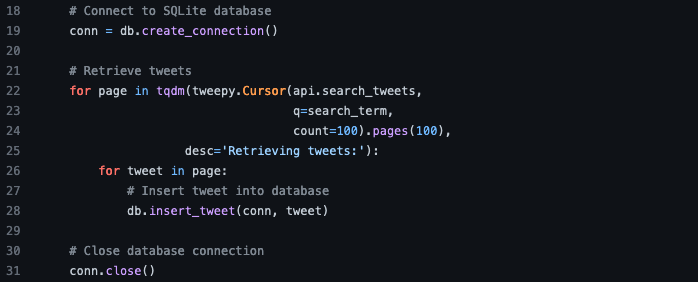 18 # Connect to SQLite database
19 conn = db.create_connection()
20
21 # Retrieve tweets
22 for page in tqdm(tweepy.Cursor(api.search_tweets,
23 q=search_term,
24 count=100).pages(100),
25 desc='Retrieving tweets:'):
26 for tweet in page:
27 # Insert tweet into database
28 db.insert_tweet(conn, tweet)
29
30 # Close database connection
31 conn.close()